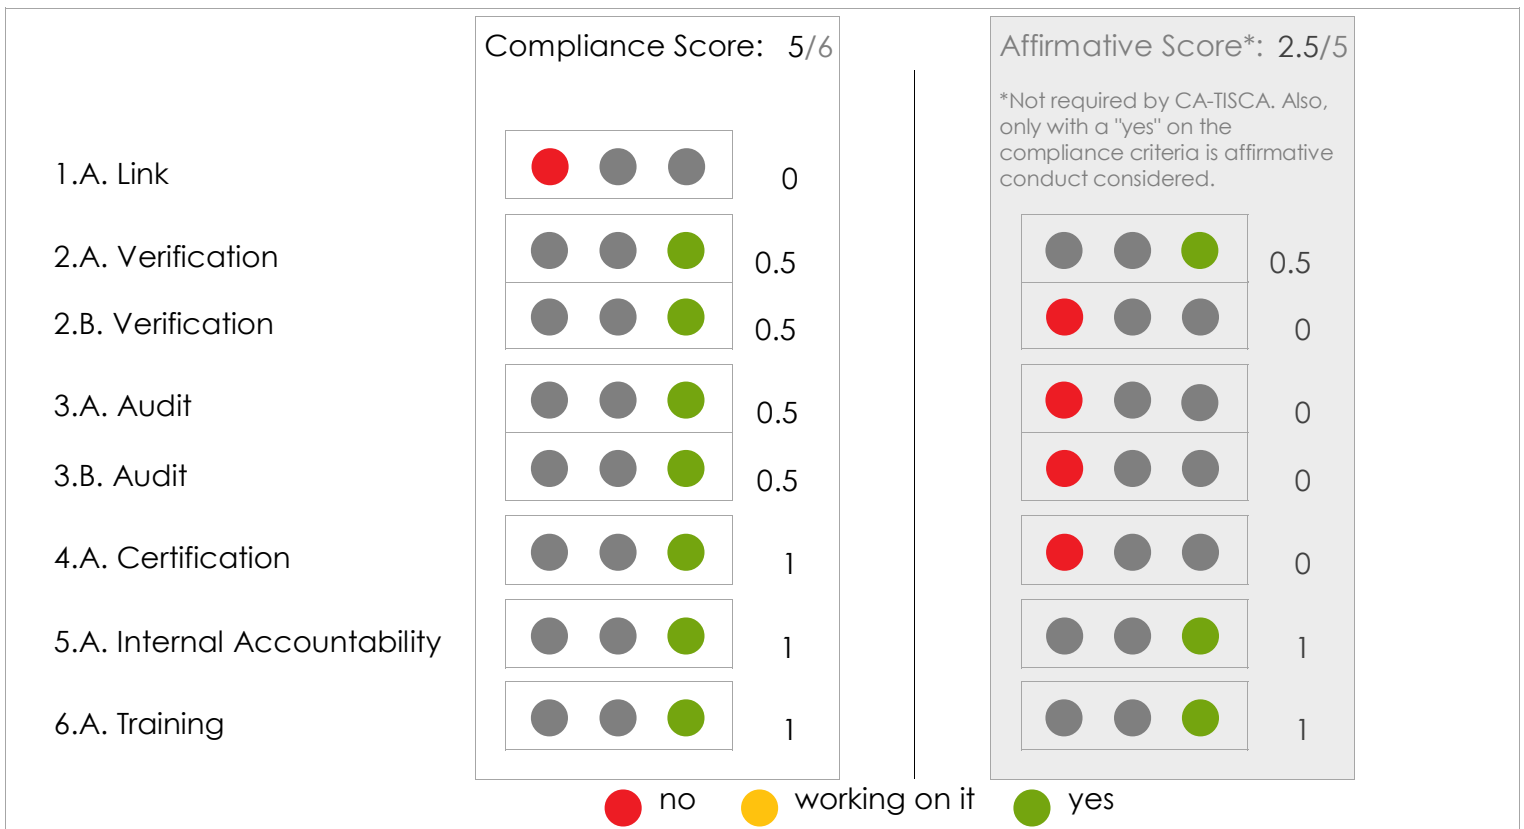 Compliance Score: 5/6
Affirmative Score*: 2.5/5
*Not required by CA-TISCA. Also,
only with a "yes" on the
compliance criteria is affirmative
conduct considered.
1.A. Link 0
2.A. Verification 0.5 0.5
2.B. Verification 0.5 0
3.A. Audit 0.5 0
3.B. Audit 0.5 0
4.A. Certification 1 0
5.A. Internal Accountability 1 1
6.A. Training 1 1
no working on it yes